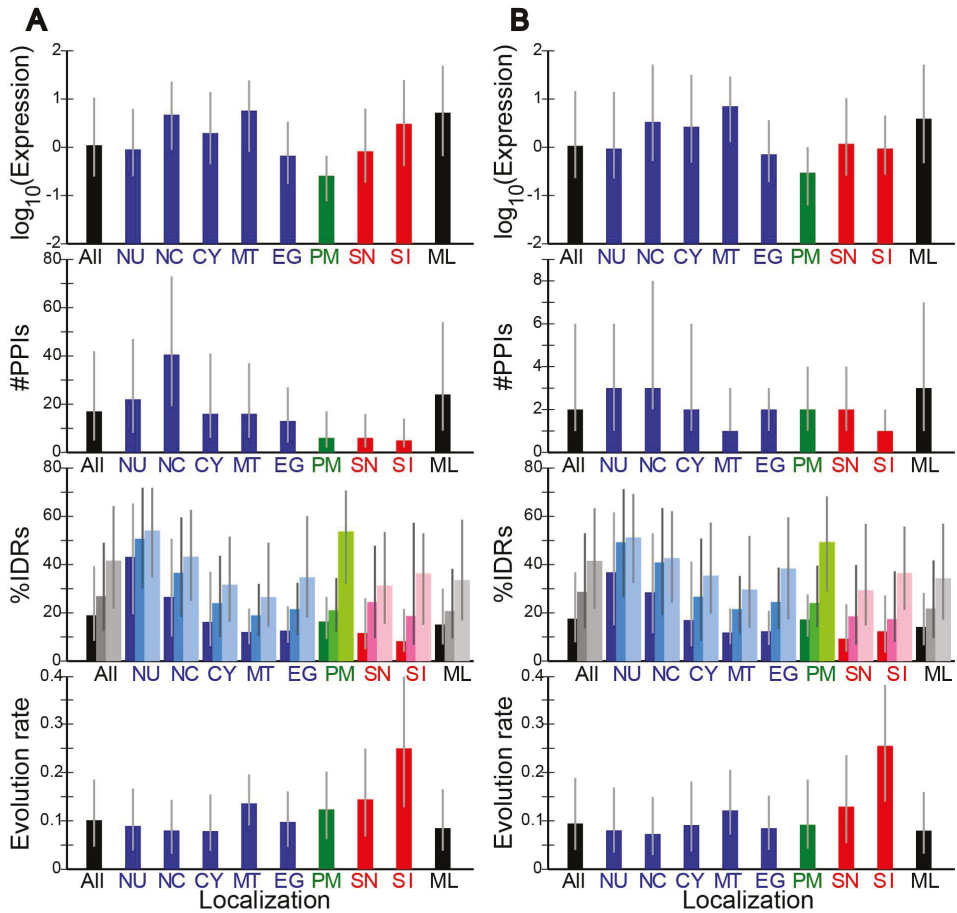 A
B
log10(Expression)
2
1
0
-1
-2
All NU NC CY MT EG PM SN SI ML
log10(Expression)
2
1
0
-1
-2
All NU NC CY MT EG PM SN SI ML
#PPIs
80
60
40
20
0
All NU NC CY MT EG PM SN SI ML
#PPIs
8
6
4
2
0
All NU NC CY MT EG PM SN SI ML
%IDRs
80
60
40
20
0
All NU NC CY MT EG PM SN SI ML
%IDRs
80
60
40
20
0
All NU NC CY MT EG PM SN SI ML
Evolution rate
0.4
0.3
0.2
0.1
0
All NU NC CY MT EG PM SN SI ML
Localization
Evolution rate
0.4
0.3
0.2
0.1
0
All NU NC CY MT EG PM SN SI ML
Localization